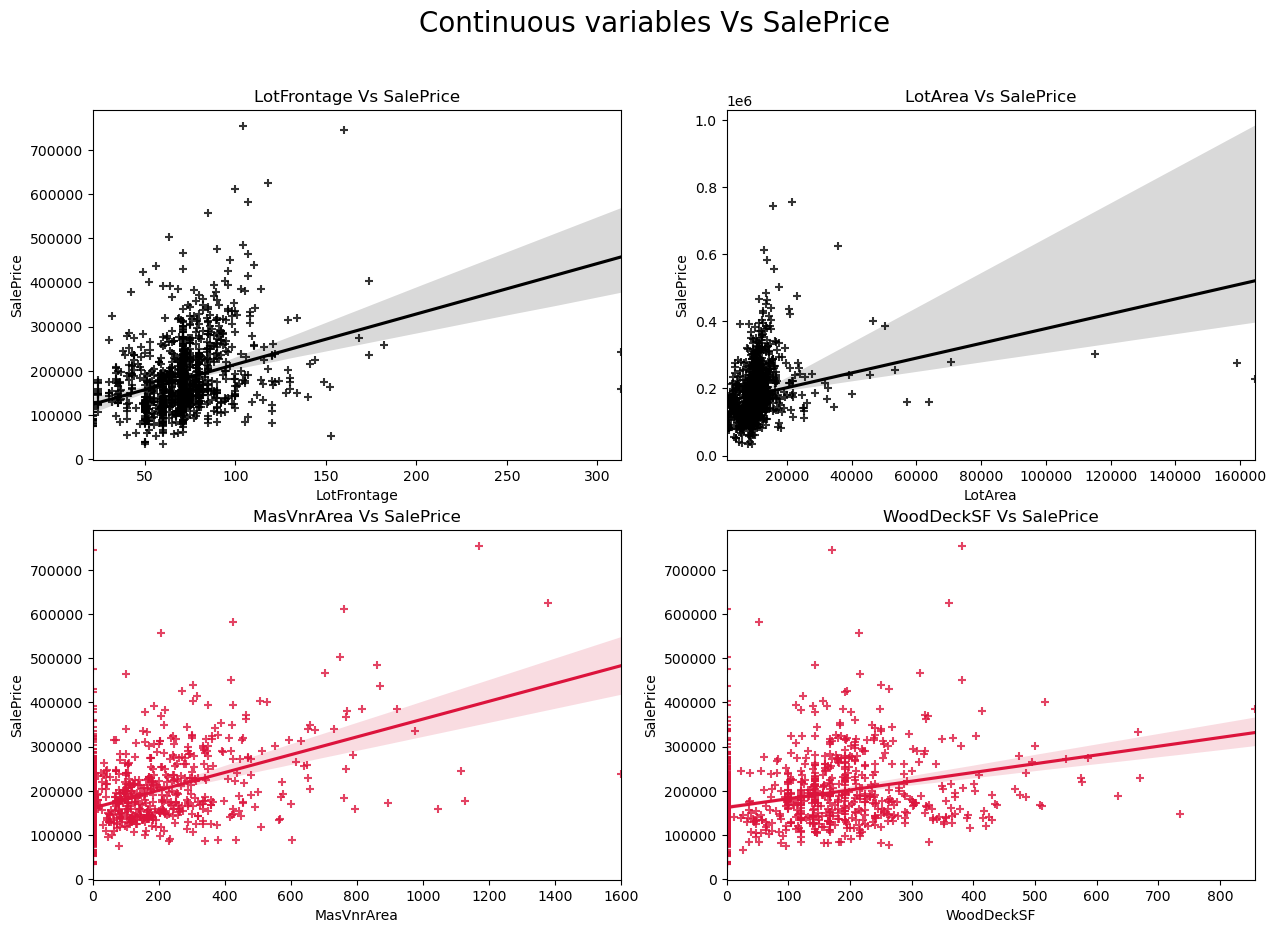 Continuous variables Vs SalePrice
LotFrontage Vs SalePrice
SalePrice
700000
600000
500000
400000
300000
200000
100000
0
50 100 150 200 250 300
LotFrontage
LotArea Vs SalePrice
1e6
SalePrice
1.0
0.8
0.6
0.4
0.2
0.0
20000 40000 60000 80000 100000 120000 140000 160000
LotArea
MasVnrArea Vs SalePrice
SalePrice
700000
600000
500000
400000
300000
200000
100000
0
0 200 400 600 800 1000 1200 1400 1600
MasVnrArea
WoodDeckSF Vs SalePrice
SalePrice
700000
600000
500000
400000
300000
200000
100000
0
0 100 200 300 400 500 600 700 800
WoodDeckSF